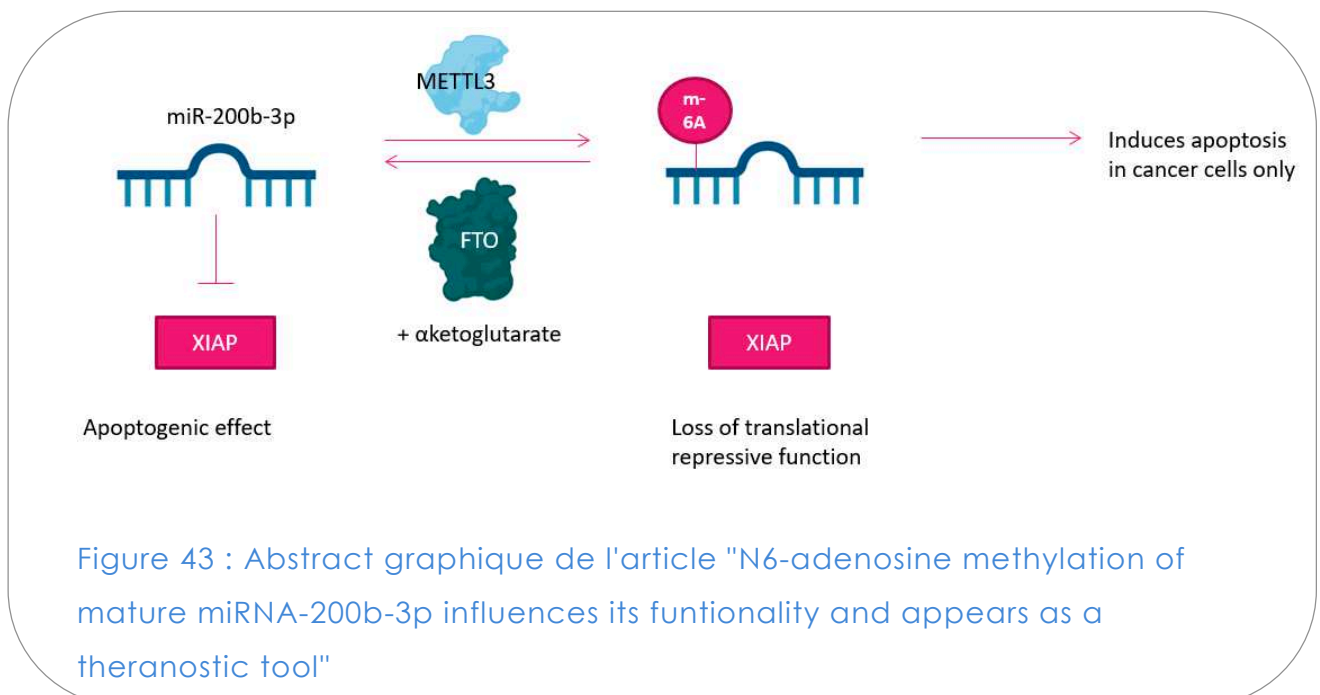 METTL3
miR-200b-3p
m-
6A
Induces apoptosis
in cancer cells only
FTO
+ αketoglutarate
XIAP
XIAP
Apoptogenic effect
Loss of translational
repressive function
Figure 43 : Abstract graphique de l'article "N6-adenosine methylation of
mature miRNA-200b-3p influences its funtionality and appears as a
theranostic tool"